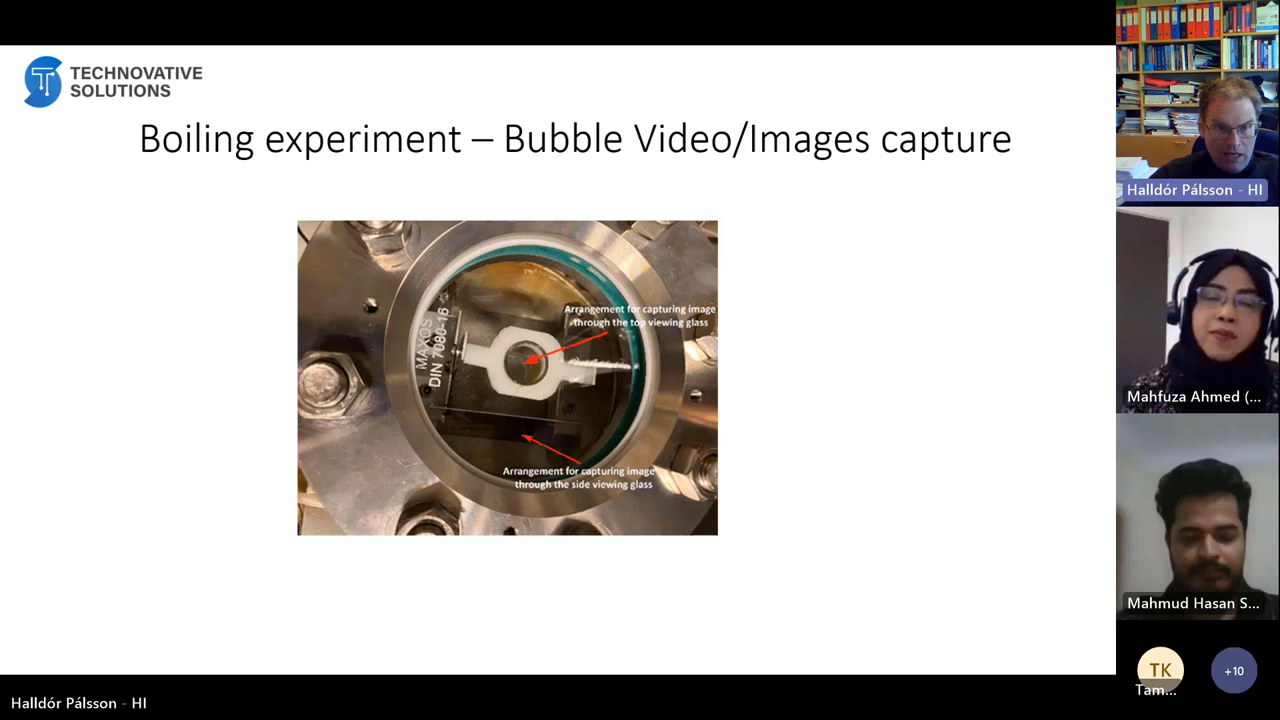 TECHNOVATIVE
SOLUTIONS
Boiling experiment – Bubble Video/Images capture
Arrangement for capturing image
through the top viewing glass
MAXOS
DIN 7080-16
Arrangement for capturing image
through the side viewing glass
Halldór Pálsson - HI
Mahfuza Ahmed (...
Mahmud Hasan S...
TK
Tam...
+10
Halldór Pálsson - HI